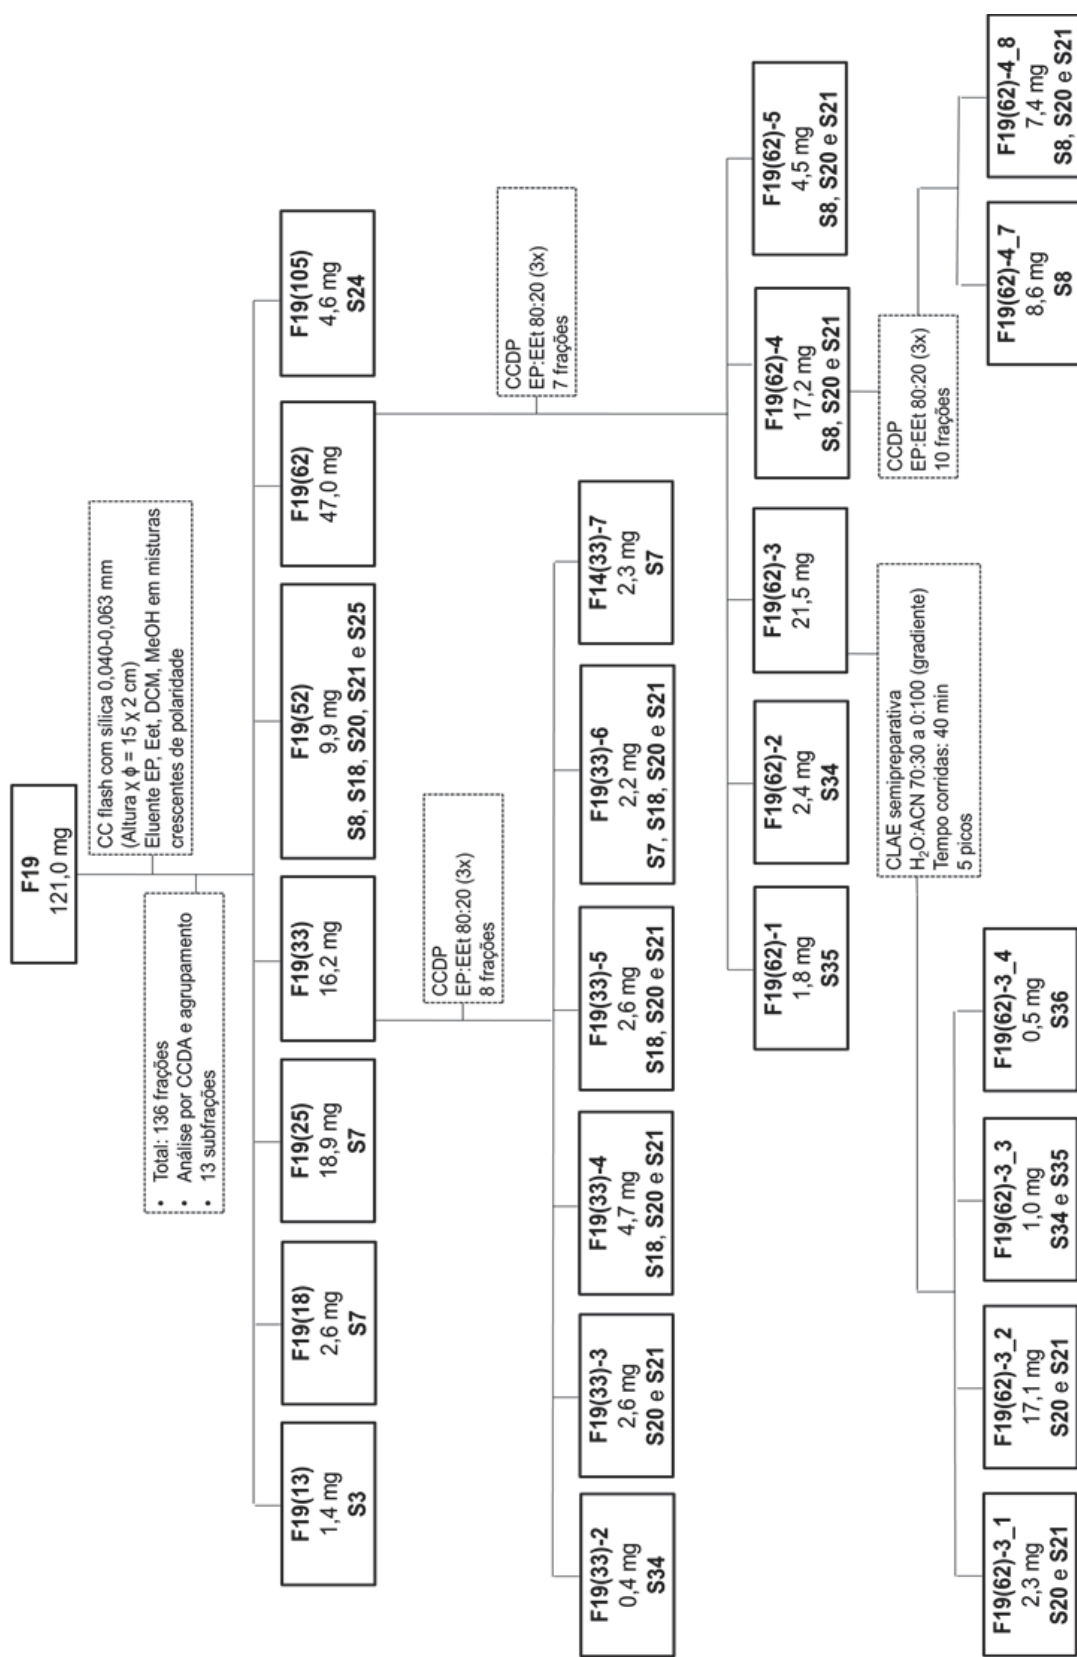 F19
121,0 mg
CC flash com sílica 0,040-0,063 mm
(Altura χ ϕ = 15 χ 2 cm)
Eluente EP, Eet, DCM, MeOH em misturas
crescentes de polaridade
• Total: 136 frações
• Análise por CCDA e agrupamento
• 13 subfrações
F19(13)
1,4 mg
S3
F19(18)
2,6 mg
S7
F19(25)
18,9 mg
S7
F19(33)
16,2 mg
F19(52)
9,9 mg
S8, S18, S20, S21 e S25
F19(62)
47,0 mg
F19(105)
4,6 mg
S24
CCDP
EP:EEt 80:20 (3x)
8 frações
CCDP
EP:EEt 80:20 (3x)
7 frações
F19(33)-2
0,4 mg
S34
F19(33)-3
2,6 mg
S20 e S21
F19(33)-4
4,7 mg
S18, S20 e S21
F19(33)-5
2,6 mg
S18, S20 e S21
F19(33)-6
2,2 mg
S7, S18, S20 e S21
F14(33)-7
2,3 mg
S7
F19(62)-1
1,8 mg
S35
F19(62)-2
2,4 mg
S34
F19(62)-3
21,5 mg
F19(62)-4
17,2 mg
S8, S20 e S21
F19(62)-5
4,5 mg
S8, S20 e S21
CLAE semipreparativa
H₂O:ACN 70:30 a 0:100 (gradiente)
Tempo corridas: 40 min
5 picos
CCDP
EP:EEt 80:20 (3x)
10 frações
F19(62)-3_1
2,3 mg
S20 e S21
F19(62)-3_2
17,1 mg
S20 e S21
F19(62)-3_3
1,0 mg
S34 e S35
F19(62)-3_4
0,5 mg
S36
F19(62)-4_7
8,6 mg
S8
F19(62)-4_8
7,4 mg
S8, S20 e S21